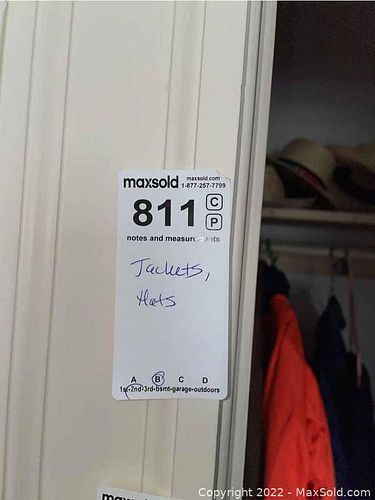 maxsold maxsold.com
1-877-257-7799
811 C
P
notes and measurements
Jackets,
Hats
A B C D
1st-2nd-3rd-bsmt-garage-outdoors
Copyright 2022 - MaxSold.com